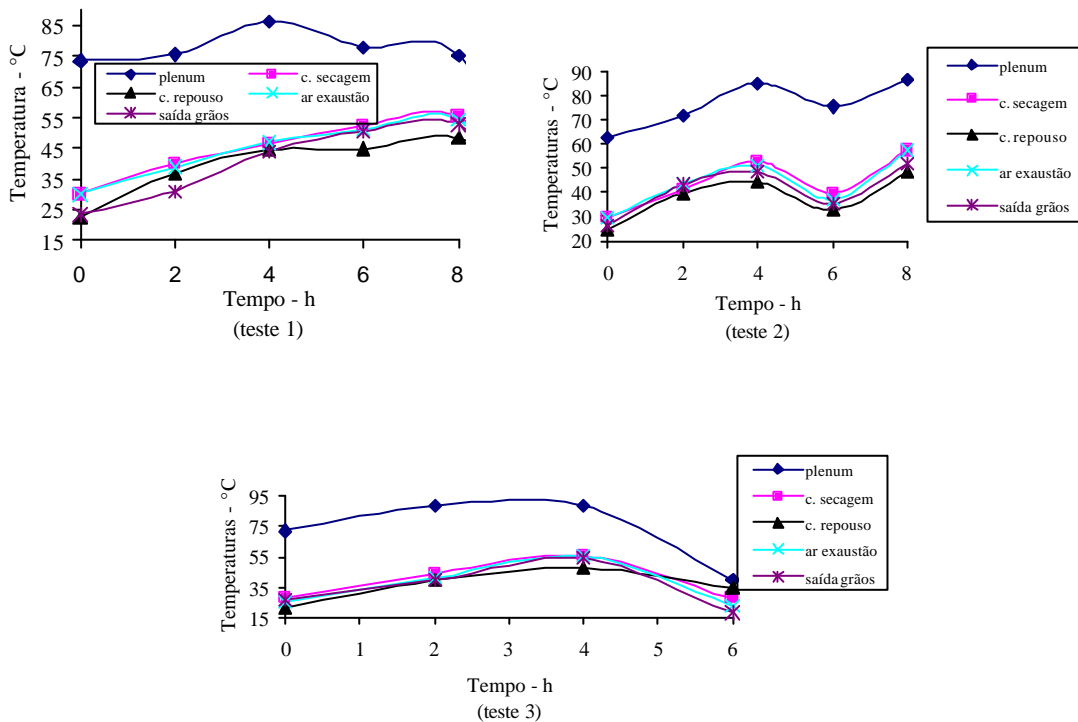 Temperatura - °C
85
75
65
55
45
35
25
15
plenum
c. secagem
c. repouso
ar exaustão
saída grãos
0 2 4 6 8
Tempo - h
(teste 1)
Temperaturas - °C
90
80
70
60
50
40
30
20
0 2 4 6 8
Tempo - h
(teste 2)
plenum
c. secagem
c. repouso
ar exaustão
saída grãos
Temperaturas - °C
95
75
55
35
15
0 1 2 3 4 5 6
Tempo - h
(teste 3)
plenum
c. secagem
c. repouso
ar exaustão
saída grãos